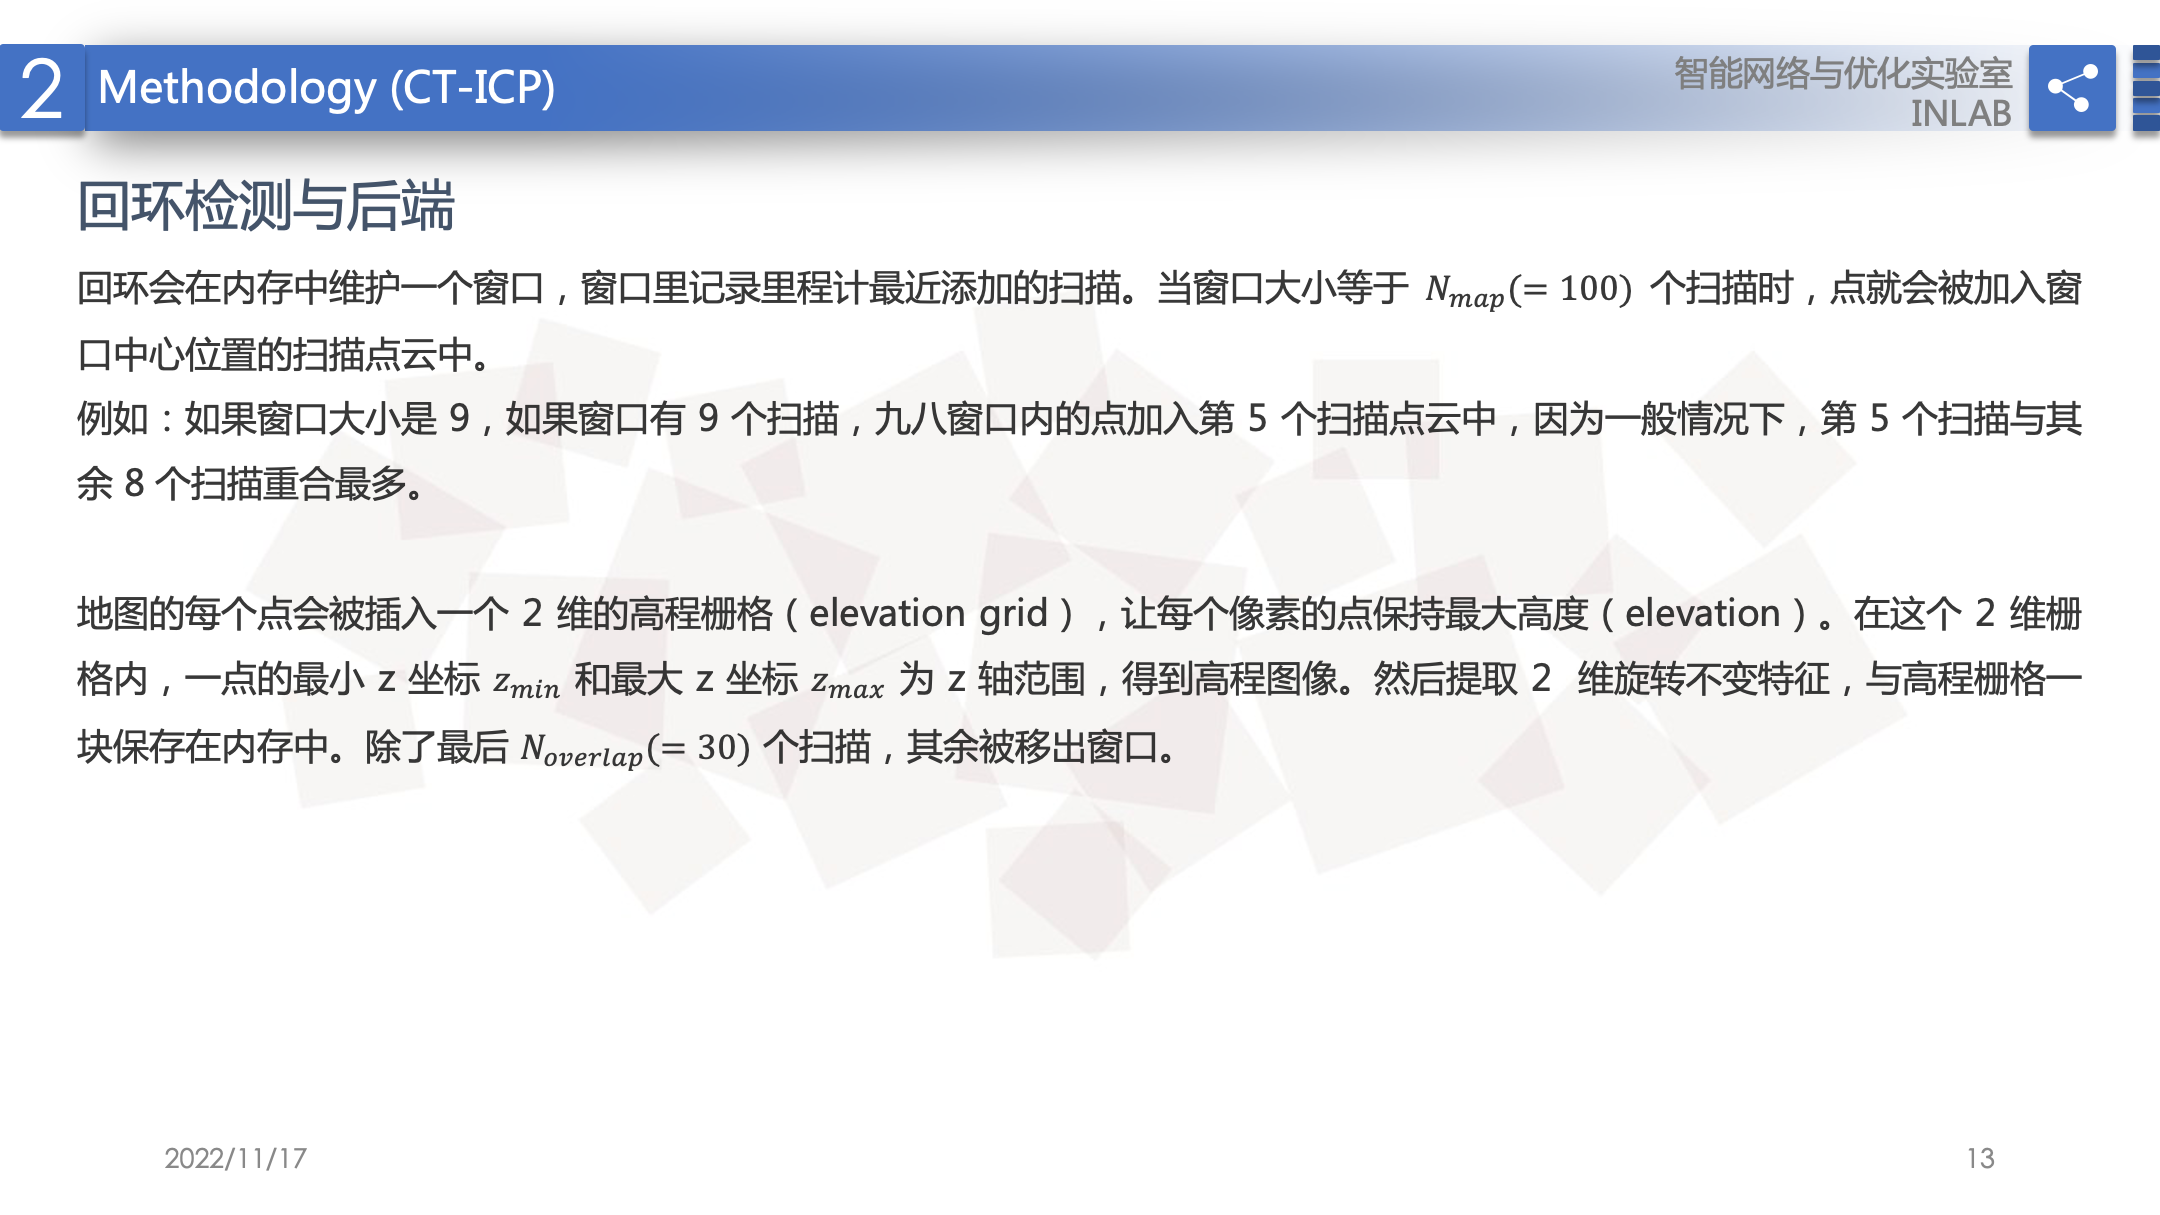 2
Methodology (CT-ICP)
智能网络与优化实验室
INLAB
回环检测与后端
回环会在内存中维护一个窗口，窗口里记录里程计最近添加的扫描。当窗口大小等于 N_{map}(= 100) 个扫描时，点就会被加入窗
口中心位置的扫描点云中。
例如：如果窗口大小是 9，如果窗口有 9 个扫描，九八窗口内的点加入第 5 个扫描点云中，因为一般情况下，第 5 个扫描与其
余 8 个扫描重合最多。
地图的每个点会被插入一个 2 维的高程栅格（elevation grid），让每个像素的点保持最大高度（elevation）。在这个 2 维栅
格内，一点的最小 z 坐标 z_{min} 和最大 z 坐标 z_{max} 为 z 轴范围，得到高程图像。然后提取 2 维旋转不变特征，与高程栅格一
块保存在内存中。除了最后 N_{overlap}(= 30) 个扫描，其余被移出窗口。
2022/11/17
13